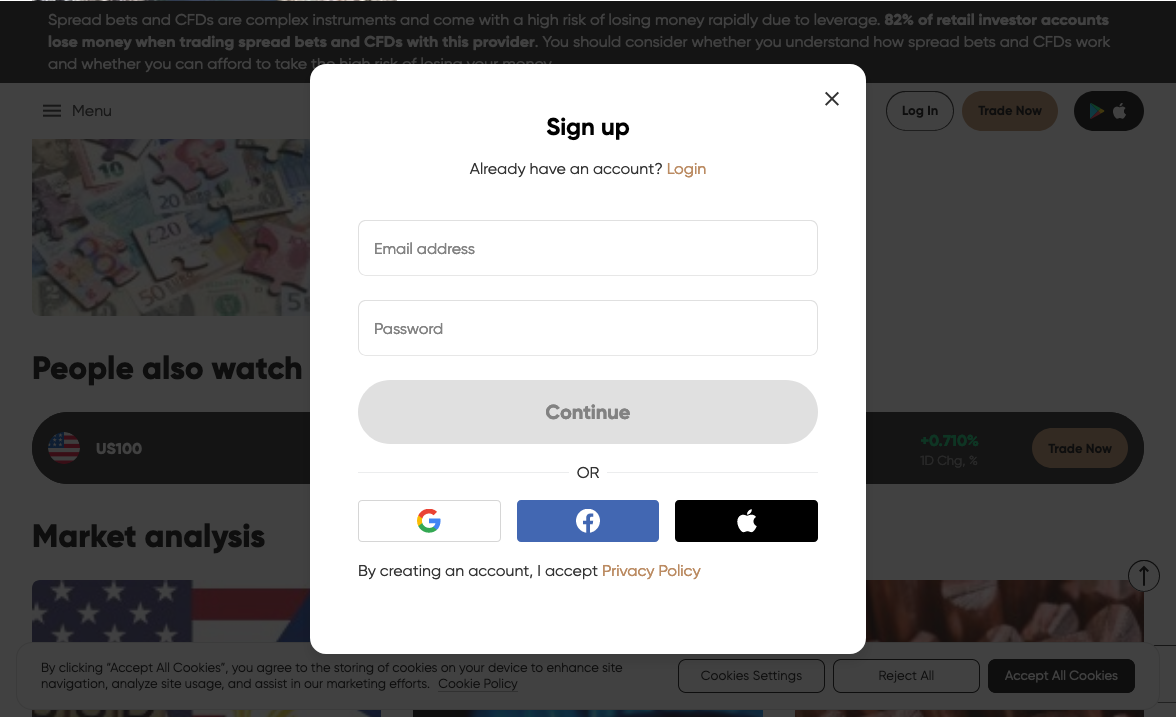 Spread bets and CFDs are complex instruments and come with a high risk of losing money rapidly due to leverage. 82% of retail investor accounts
lose money when trading spread bets and CFDs with this provider. You should consider whether you understand how spread bets and CFDs work
and whether you can afford to take the high risk of losing your money.
Menu
Log In
Trade Now
Sign up
Already have an account? Login
10
20
£20
50
5
Email address
Password
People also watch
Continue
US100
+0.710%
1D Chg, %
Trade Now
OR
Market analysis
By creating an account, I accept Privacy Policy
By clicking “Accept All Cookies”, you agree to the storing of cookies on your device to enhance site
navigation, analyze site usage, and assist in our marketing efforts. Cookie Policy
Cookies Settings
Reject All
Accept All Cookies